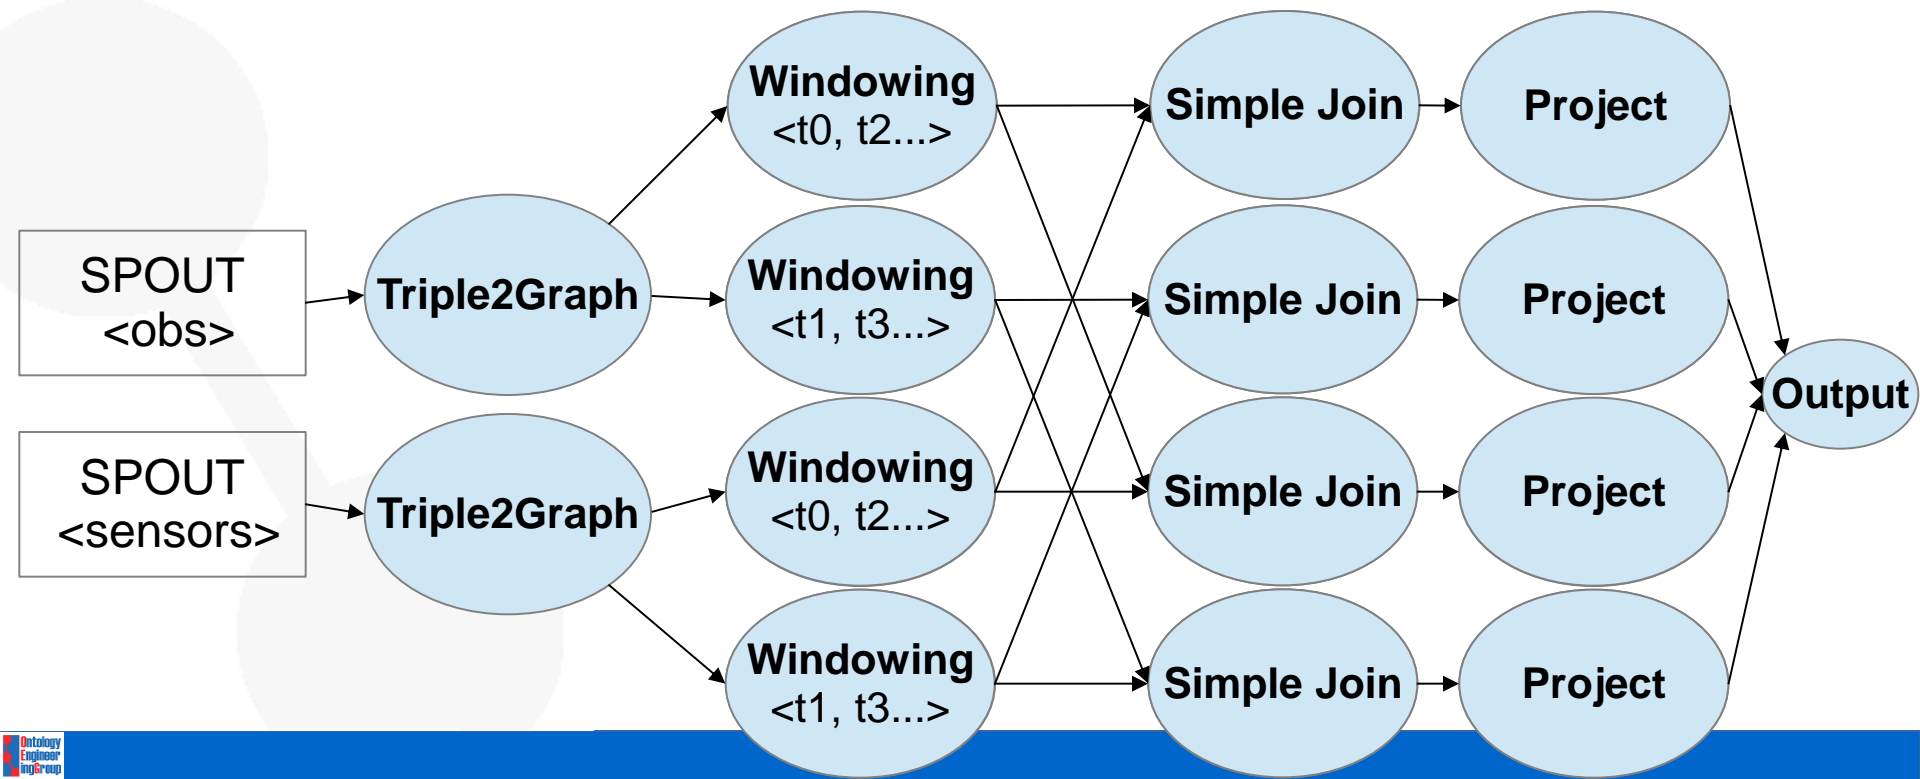 SPOUT
<obs>
SPOUT
<sensors>
Triple2Graph
Triple2Graph
Windowing
<t0, t2...>
Windowing
<t1, t3...>
Windowing
<t0, t2...>
Windowing
<t1, t3...>
Simple Join
Simple Join
Simple Join
Simple Join
Project
Project
Project
Project
Output
Ontology
Engineer
ingGroup